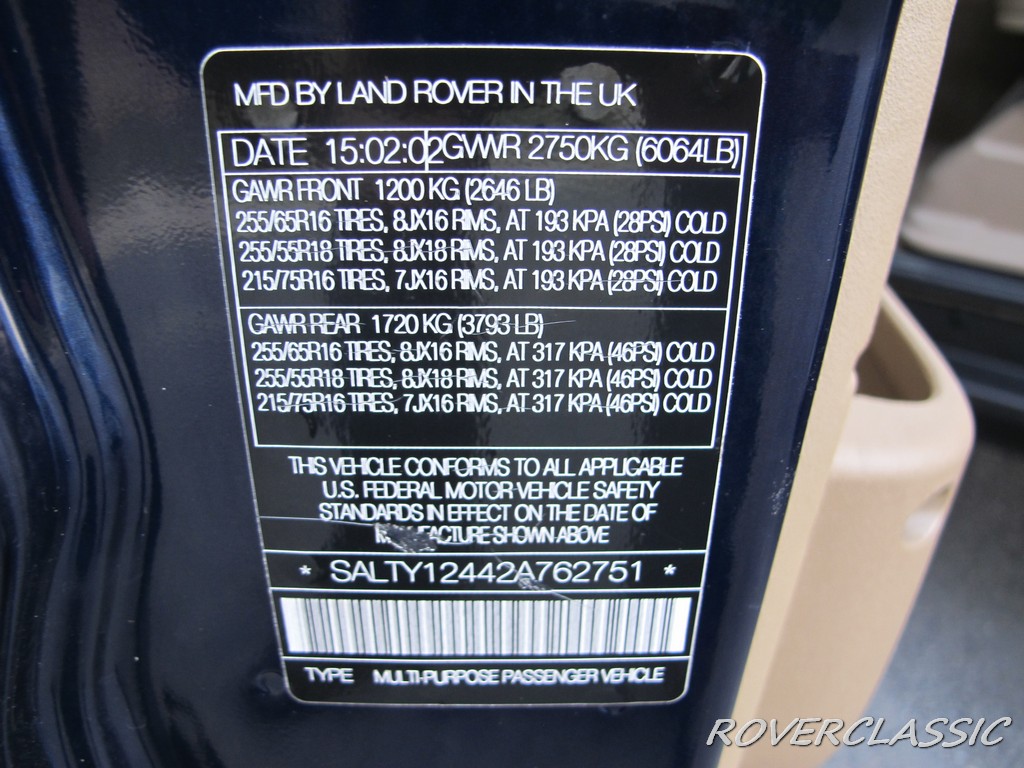 MFD BY LAND ROVER IN THE UK
DATE 15:02:02 GVWR 2750KG (6064LB)
GAWR FRONT 1200 KG (2646 LB)
255/65R16 TIRES, 8JX16 RIMS, AT 193 KPA (28PSI) COLD
255/55R18 TIRES, 8JX18 RIMS, AT 193 KPA (28PSI) COLD
215/75R16 TIRES, 7JX16 RIMS, AT 193 KPA (28PSI) COLD
GAWR REAR 1720 KG (3793 LB)
255/65R16 TIRES, 8JX16 RIMS, AT 317 KPA (46PSI) COLD
255/55R18 TIRES, 8JX18 RIMS, AT 317 KPA (46PSI) COLD
215/75R16 TIRES, 7JX16 RIMS, AT 317 KPA (46PSI) COLD
THIS VEHICLE CONFORMS TO ALL APPLICABLE
U.S. FEDERAL MOTOR VEHICLE SAFETY
STANDARDS IN EFFECT ON THE DATE OF
MANUFACTURE SHOWN ABOVE
* SALTY12442A762751 *
TYPE MULTI-PURPOSE PASSENGER VEHICLE
ROVERCLASSIC